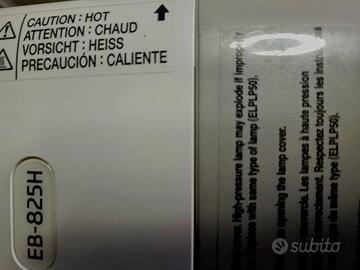 CAUTION : HOT
ATTENTION : CHAUD
VORSICHT : HEISS
PRECAUCIÓN : CALIENTE
EB-825H
High-pressure lamp may explode if improperly
with same type of lamp (ELPLP50).
opening the lamp cover.
Les lampes à haute pression
Respectez toujours les
du même type (ELPLP50).
subito